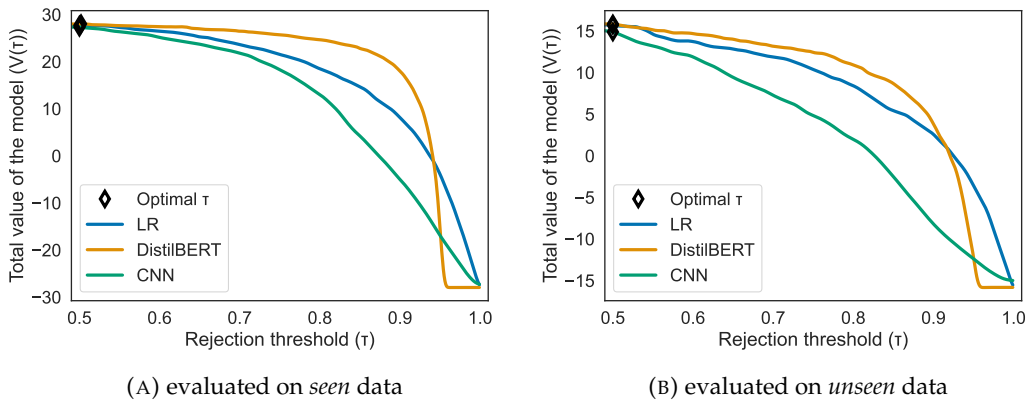 Total value of the model (V(τ))
30
20
10
0
−10
−20
−30
Optimal τ
LR
DistilBERT
CNN
0.5 0.6 0.7 0.8 0.9 1.0
Rejection threshold (τ)
(A) evaluated on seen data
Total value of the model (V(τ))
15
10
5
0
−5
−10
−15
Optimal τ
LR
DistilBERT
CNN
0.5 0.6 0.7 0.8 0.9 1.0
Rejection threshold (τ)
(B) evaluated on unseen data